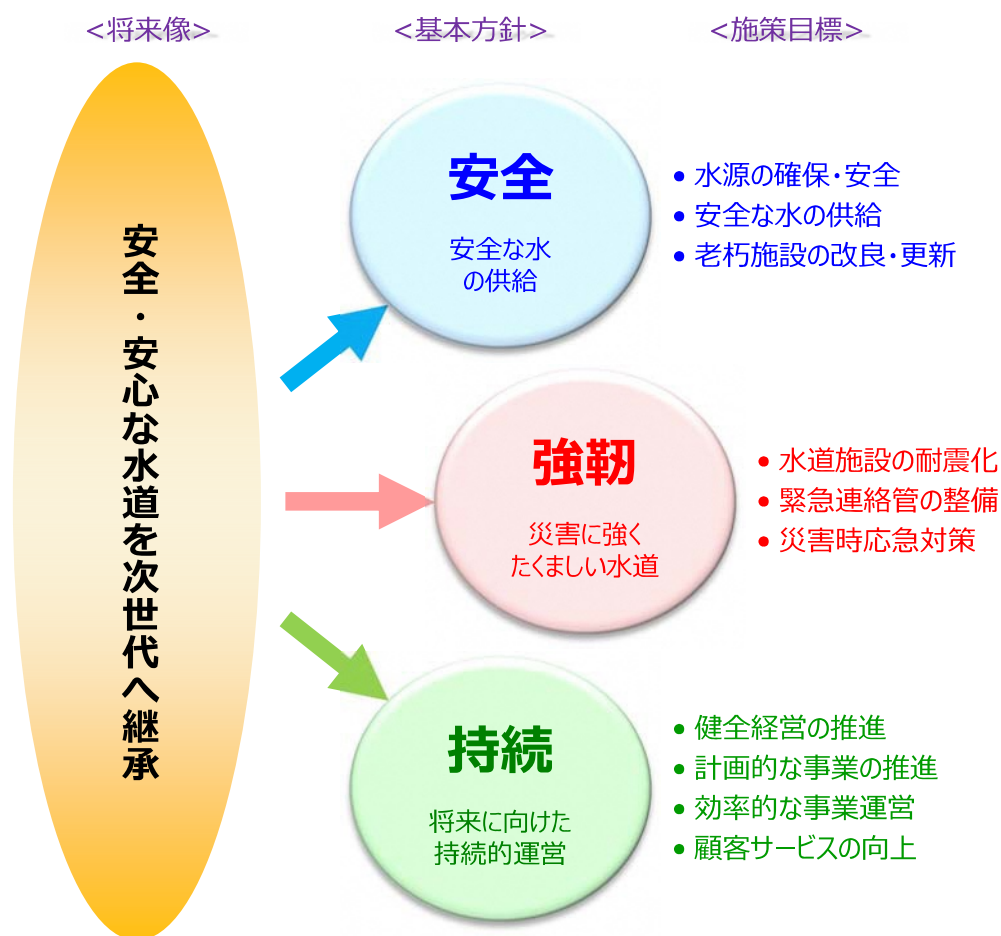 <将来像>
<基本方針>
<施策目標>
安全・安心な水道を次世代へ継承
安全
安全な水
の供給
• 水源の確保・安全
• 安全な水の供給
• 老朽施設の改良・更新
強靭
災害に強く
たくましい水道
• 水道施設の耐震化
• 緊急連絡管の整備
• 災害時応急対策
持続
将来に向けた
持続的運営
• 健全経営の推進
• 計画的な事業の推進
• 効率的な事業運営
• 顧客サービスの向上